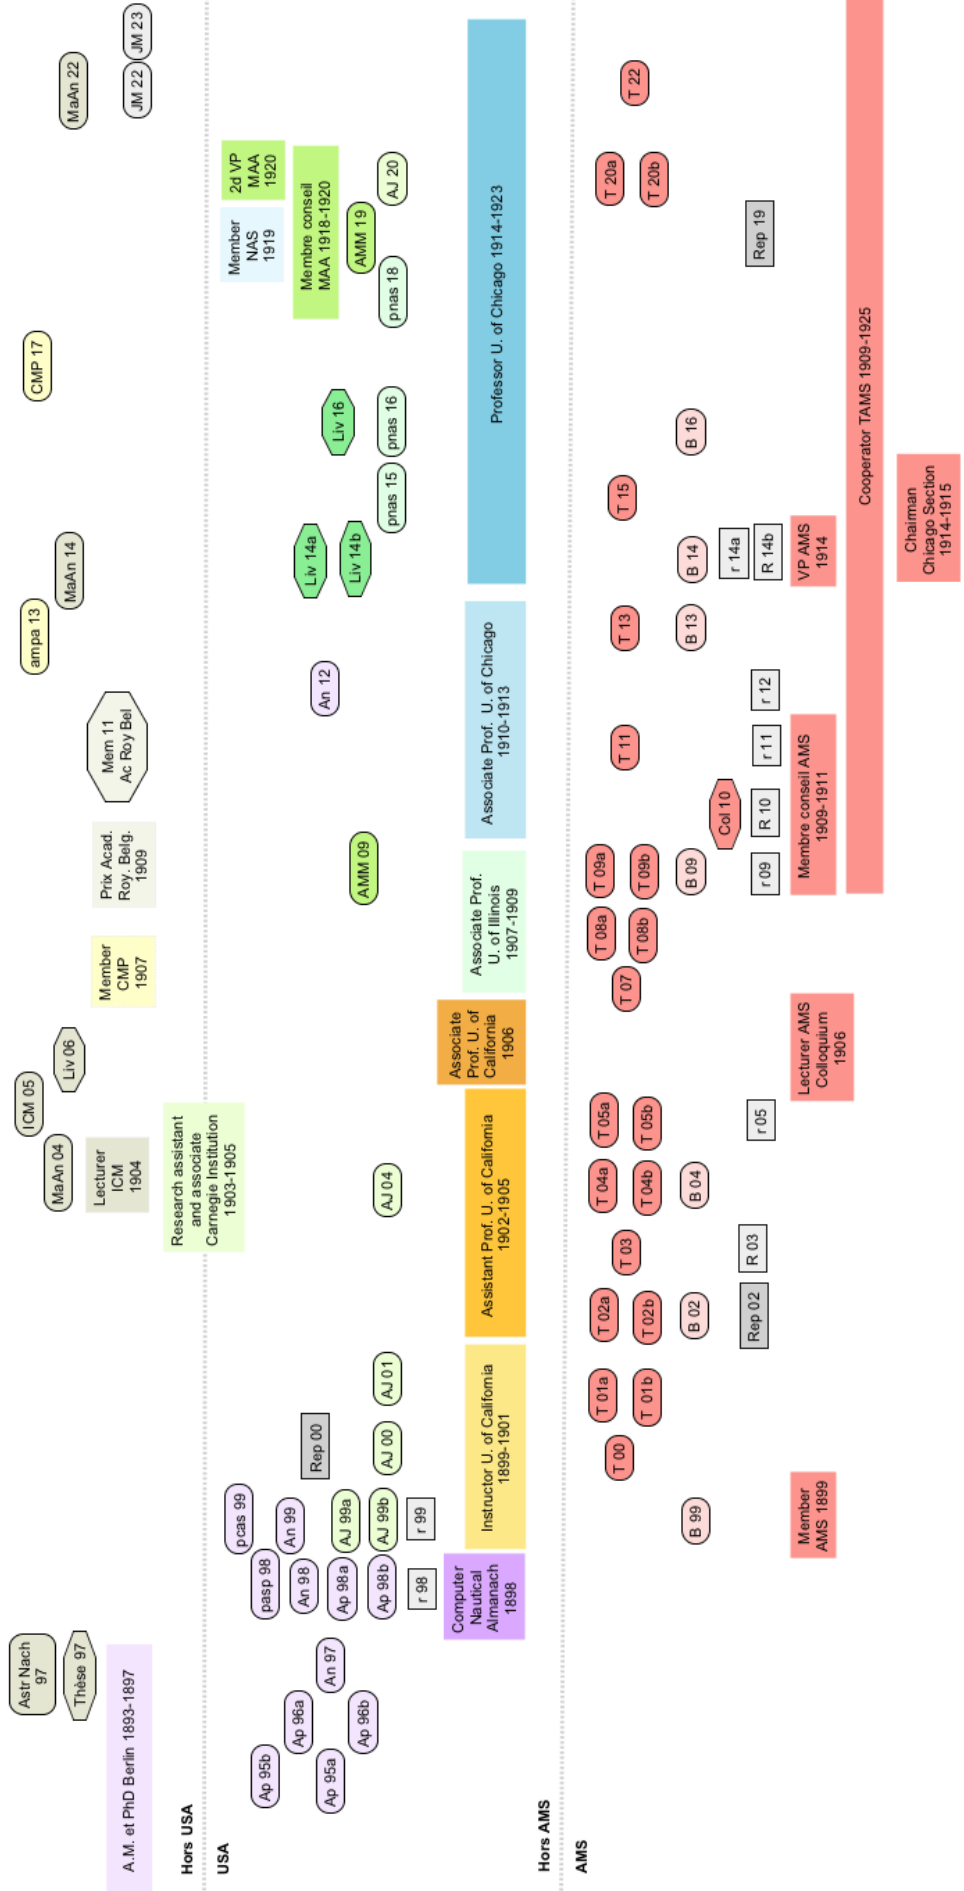 Astr Nach
97
Thèse 97
A.M. et PhD Berlin 1893-1897
ICM 05
MaAn 04
Liv 06
Lecturer
ICM
1904
Member
CMP
1907
Prix Acad.
Roy. Belg.
1909
Mem 11
Ac Roy Bel
ampa 13
MaAn 14
CMP 17
MaAn 22
JM 22
JM 23
Hors USA
USA
Research assistant
and associate
Carnegie Institution
1903-1905
Ap 95b
Ap 95a
Ap 96a
Ap 96b
An 97
pasp 98
An 98
Ap 98a
Ap 98b
r 98
pcas 99
An 99
AJ 99a
AJ 99b
r 99
Rep 00
AJ 00
AJ 01
AJ 04
AMM 09
An 12
Liv 14a
Liv 14b
pnas 15
Liv 16
pnas 16
Member
NAS
1919
2d VP
MAA
1920
Membre conseil
MAA 1918-1920
AMM 19
pnas 18
AJ 20
Computer
Nautical
Almanach
1898
Instructor U. of California
1899-1901
Assistant Prof. U. of California
1902-1905
Associate
Prof. U. of
California
1906
Associate Prof.
U. of Illinois
1907-1909
Associate Prof. U. of Chicago
1910-1913
Professor U. of Chicago 1914-1923
Hors AMS
AMS
B 99
T 00
T 01a
T 01b
T 02a
T 02b
B 02
Rep 02
T 03
R 03
T 04a
T 04b
B 04
T 05a
T 05b
r 05
T 07
T 08a
T 08b
T 09a
T 09b
B 09
r 09
Col 10
R 10
T 11
r 11
r 12
T 13
B 13
B 14
r 14a
R 14b
T 15
B 16
Rep 19
T 20a
T 20b
T 22
Member
AMS 1899
Lecturer AMS
Colloquium
1906
Membre conseil AMS
1909-1911
VP AMS
1914
Cooperator TAMS 1909-1925
Chairman
Chicago Section
1914-1915